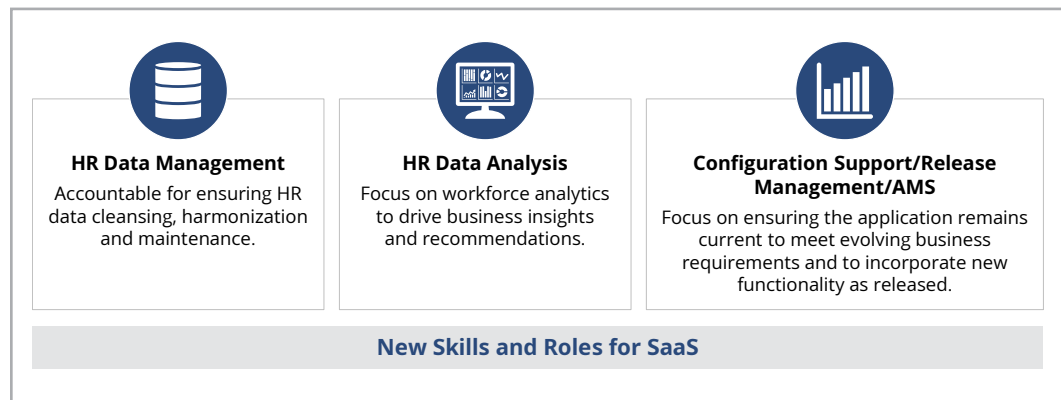 HR Data Management
Accountable for ensuring HR
data cleansing, harmonization
and maintenance.
HR Data Analysis
Focus on workforce analytics
to drive business insights
and recommendations.
Configuration Support/Release
Management/AMS
Focus on ensuring the application remains
current to meet evolving business
requirements and to incorporate new
functionality as released.
New Skills and Roles for SaaS